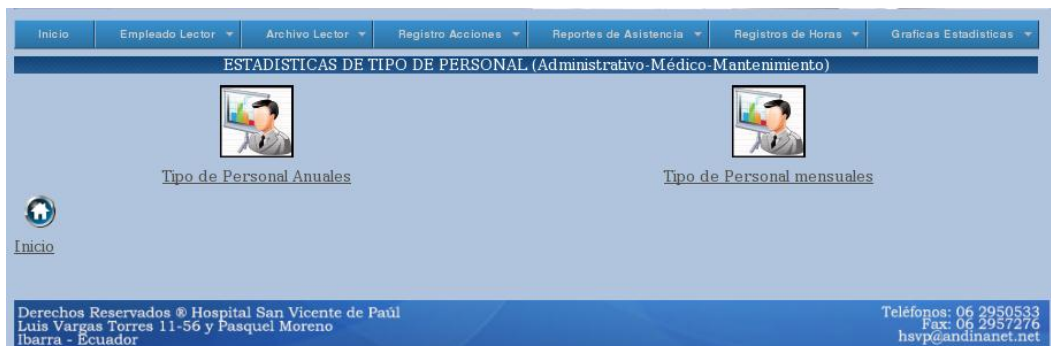 Inicio
Empleado Lector
Archivo Lector
Registro Acciones
Reportes de Asistencia
Registros de Horas
Graficas Estadisticas
ESTADISTICAS DE TIPO DE PERSONAL (Administrativo-Médico-Mantenimiento)
Tipo de Personal Anuales
Tipo de Personal mensuales
Inicio
Derechos Reservados ® Hospital San Vicente de Paúl
Luis Vargas Torres 11-56 y Pasquel Moreno
Ibarra - Ecuador
Teléfonos: 06 2950533
Fax: 06 2957276
hsvp@andinanet.net